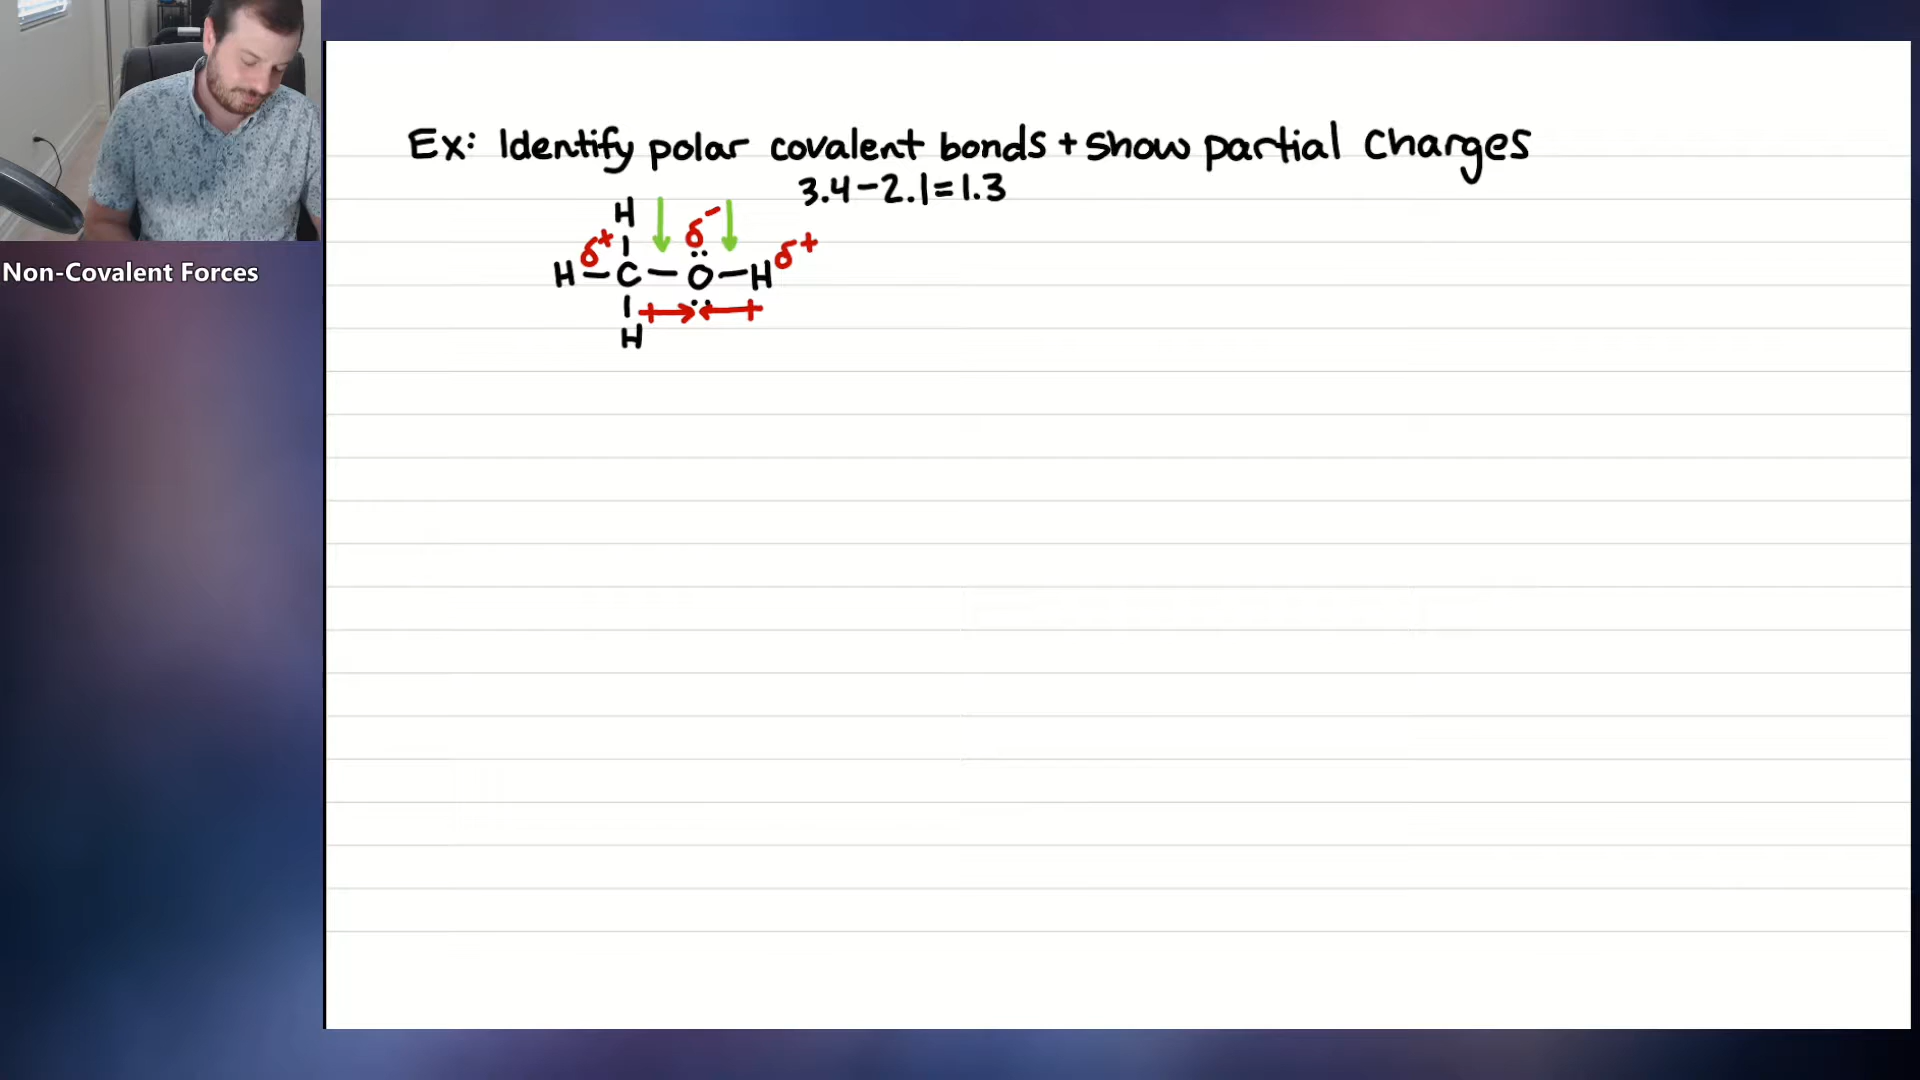 Ex: Identify polar covalent bonds + show partial charges
3.4-2.1=1.3
H
δ+ δ- δ+
H-C-O-H
H
Non-Covalent Forces